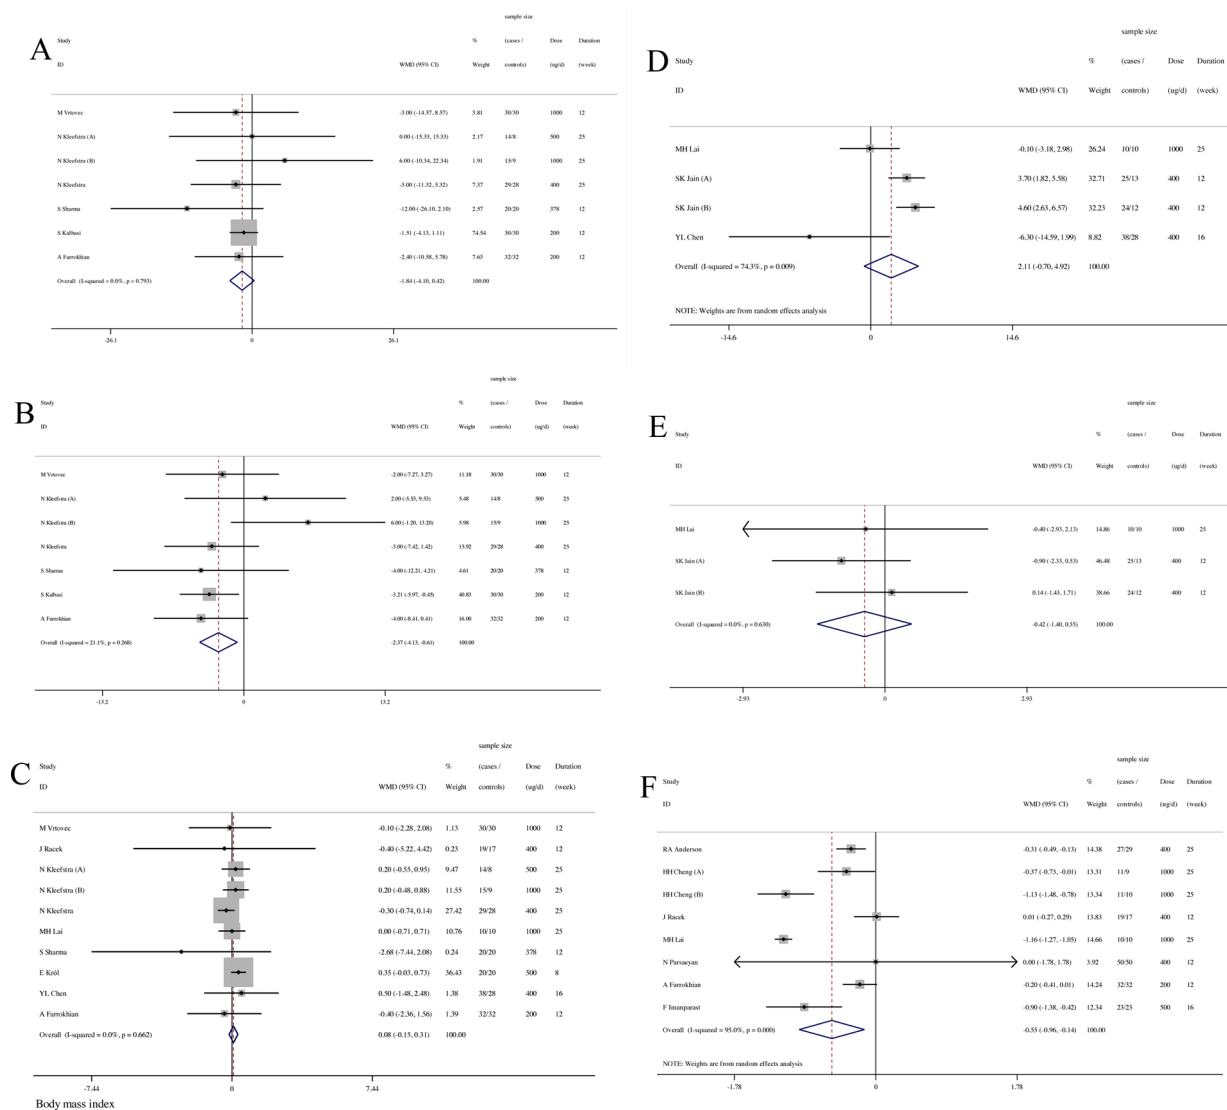 A
sample size
Study % (cases / Dose Duration
ID WMD (95% CI) Weight controls) (ug/d) (week)
M Vrtovec -3.00 (-14.57, 8.57) 3.81 30/30 1000 12
N Kleefstra (A) 0.00 (-15.33, 15.33) 2.17 14/8 500 25
N Kleefstra (B) 6.00 (-10.34, 22.34) 1.91 15/9 1000 25
N Kleefstra -3.00 (-11.32, 5.32) 7.37 29/28 400 25
S Sharma -12.00 (-26.10, 2.10) 2.57 20/20 378 12
S Kalbasi -1.51 (-4.13, 1.11) 74.54 30/30 200 12
A Farrokhian -2.40 (-10.58, 5.78) 7.63 32/32 200 12
Overall (I-squared = 0.0%, p = 0.793) -1.84 (-4.10, 0.42) 100.00
-26.1 0 26.1
B
sample size
Study % (cases / Dose Duration
ID WMD (95% CI) Weight controls) (ug/d) (week)
M Vrtovec -2.00 (-7.27, 3.27) 11.18 30/30 1000 12
N Kleefstra (A) 2.00 (-5.53, 9.53) 5.48 14/8 500 25
N Kleefstra (B) 6.00 (-1.20, 13.20) 5.98 15/9 1000 25
N Kleefstra -3.00 (-7.42, 1.42) 15.92 29/28 400 25
S Sharma -4.00 (-12.21, 4.21) 4.61 20/20 378 12
S Kalbasi -3.21 (-5.97, -0.45) 40.83 30/30 200 12
A Farrokhian -4.00 (-8.41, 0.41) 16.00 32/32 200 12
Overall (I-squared = 21.1%, p = 0.268) -2.37 (-4.13, -0.61) 100.00
-13.2 0 13.2
C
sample size
Study % (cases / Dose Duration
ID WMD (95% CI) Weight controls) (ug/d) (week)
M Vrtovec -0.10 (-2.28, 2.08) 1.13 30/30 1000 12
J Racek -0.40 (-5.22, 4.42) 0.23 19/17 400 12
N Kleefstra (A) 0.20 (-0.55, 0.95) 9.47 14/8 500 25
N Kleefstra (B) 0.20 (-0.48, 0.88) 11.55 15/9 1000 25
N Kleefstra -0.30 (-0.74, 0.14) 27.42 29/28 400 25
MH Lai 0.00 (-0.71, 0.71) 10.76 10/10 1000 25
S Sharma -2.68 (-7.44, 2.08) 0.24 20/20 378 12
E Król 0.35 (-0.03, 0.73) 36.43 20/20 500 8
YL Chen 0.50 (-1.48, 2.48) 1.38 38/28 400 16
A Farrokhian -0.40 (-2.36, 1.56) 1.39 32/32 200 12
Overall (I-squared = 0.0%, p = 0.662) 0.08 (-0.15, 0.31) 100.00
-7.44 0 7.44
Body mass index
D
sample size
Study % (cases / Dose Duration
ID WMD (95% CI) Weight controls) (ug/d) (week)
MH Lai -0.10 (-3.18, 2.98) 26.24 10/10 1000 25
SK Jain (A) 3.70 (1.82, 5.58) 32.71 25/13 400 12
SK Jain (B) 4.60 (2.63, 6.57) 32.23 24/12 400 12
YL Chen -6.30 (-14.59, 1.99) 8.82 38/28 400 16
Overall (I-squared = 74.3%, p = 0.009) 2.11 (-0.70, 4.92) 100.00
NOTE: Weights are from random effects analysis
-14.6 0 14.6
E
sample size
Study % (cases / Dose Duration
ID WMD (95% CI) Weight controls) (ug/d) (week)
MH Lai -0.40 (-2.93, 2.13) 14.86 10/10 1000 25
SK Jain (A) -0.90 (-2.33, 0.53) 46.48 25/13 400 12
SK Jain (B) 0.14 (-1.43, 1.71) 38.66 24/12 400 12
Overall (I-squared = 0.0%, p = 0.630) -0.42 (-1.40, 0.55) 100.00
-2.93 0 2.93
F
sample size
Study % (cases / Dose Duration
ID WMD (95% CI) Weight controls) (ug/d) (week)
RA Anderson -0.31 (-0.49, -0.13) 14.38 27/29 400 25
HH Cheng (A) -0.37 (-0.73, -0.01) 13.31 11/9 1000 25
HH Cheng (B) -1.13 (-1.48, -0.78) 13.34 11/10 1000 25
J Racek 0.01 (-0.27, 0.29) 13.83 19/17 400 12
MH Lai -1.16 (-1.27, -1.05) 14.66 10/10 1000 25
N Parsaeyan 0.00 (-1.78, 1.78) 3.92 50/50 400 12
A Farrokhian -0.20 (-0.41, 0.01) 14.24 32/32 200 12
F Imanparast -0.90 (-1.38, -0.42) 12.34 23/23 500 16
Overall (I-squared = 95.0%, p = 0.000) -0.55 (-0.96, -0.14) 100.00
NOTE: Weights are from random effects analysis
-1.78 0 1.78